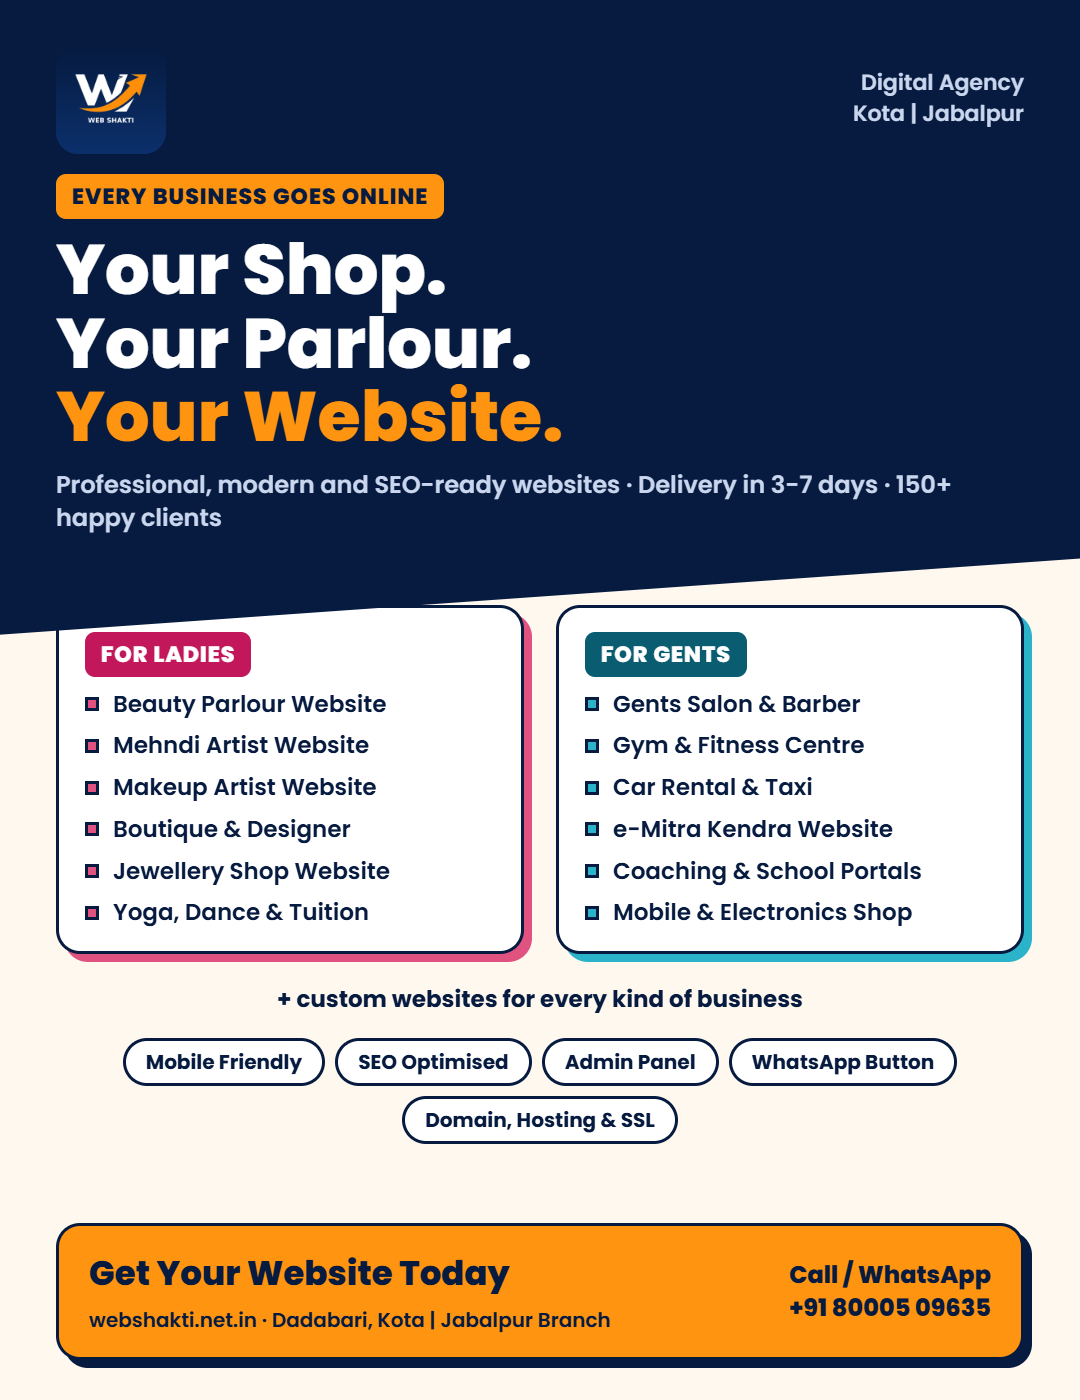 WEB SHAKTI
Digital Agency
Kota | Jabalpur
EVERY BUSINESS GOES ONLINE
Your Shop.
Your Parlour.
Your Website.
Professional, modern and SEO-ready websites · Delivery in 3-7 days · 150+
happy clients
FOR LADIES
Beauty Parlour Website
Mehndi Artist Website
Makeup Artist Website
Boutique & Designer
Jewellery Shop Website
Yoga, Dance & Tuition
FOR GENTS
Gents Salon & Barber
Gym & Fitness Centre
Car Rental & Taxi
e-Mitra Kendra Website
Coaching & School Portals
Mobile & Electronics Shop
+ custom websites for every kind of business
Mobile Friendly
SEO Optimised
Admin Panel
WhatsApp Button
Domain, Hosting & SSL
Get Your Website Today
webshakti.net.in · Dadabari, Kota | Jabalpur Branch
Call / WhatsApp
+91 80005 09635